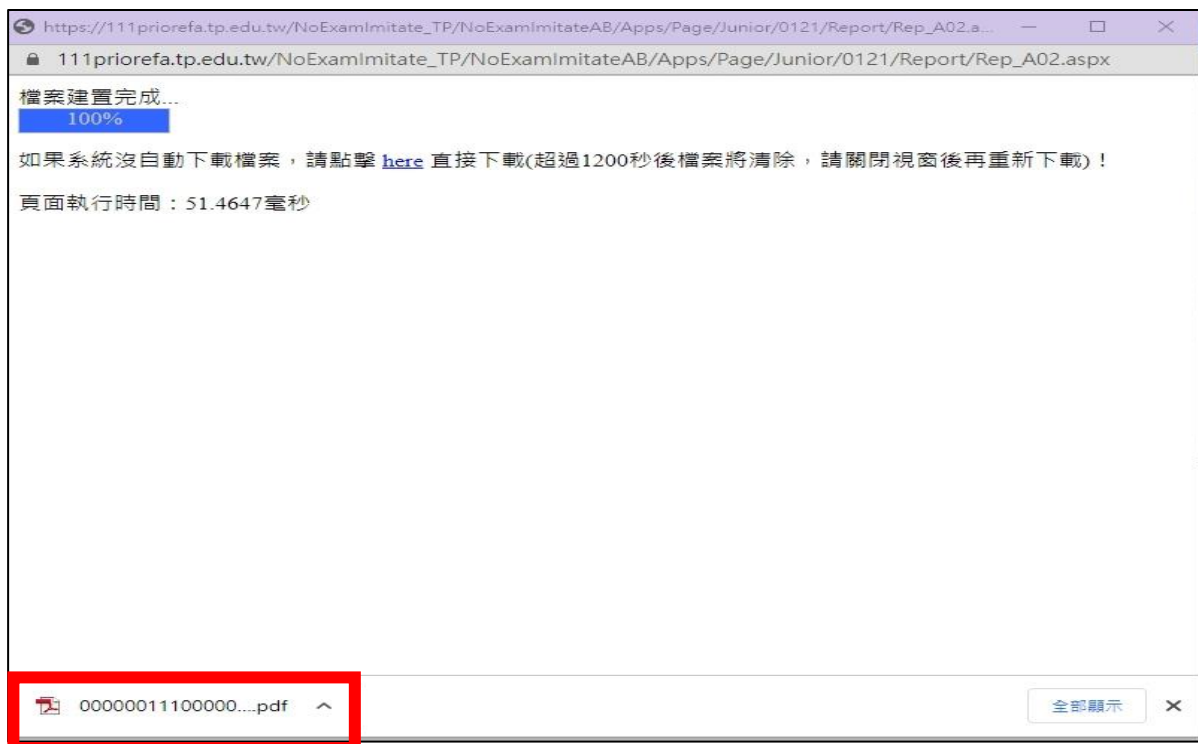 https://111priorefa.tp.edu.tw/NoExamImitate_TP/NoExamImitateAB/Apps/Page/Junior/0121/Report/Rep_A02.a...
111priorefa.tp.edu.tw/NoExamImitate_TP/NoExamImitateAB/Apps/Page/Junior/0121/Report/Rep_A02.aspx
檔案建置完成...
100%
如果系統沒自動下載檔案，請點擊 here 直接下載(超過1200秒後檔案將清除，請關閉視窗後再重新下載)！
頁面執行時間：51.4647毫秒
00000011100000....pdf
全部顯示